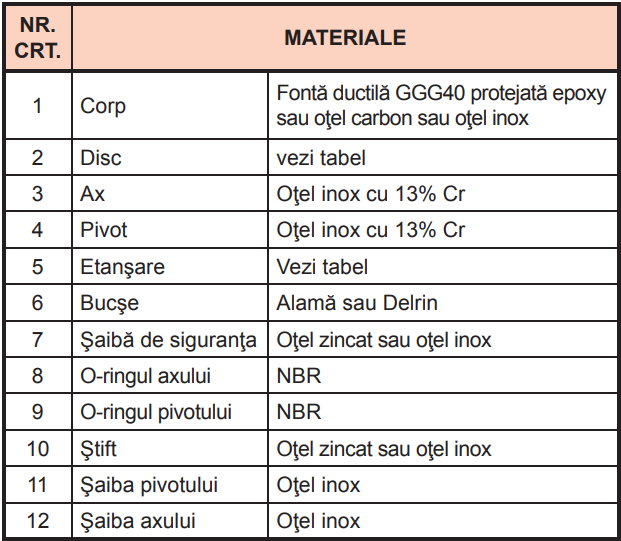 NR.
CRT.
MATERIALE
1 Corp Fontă ductilă GGG40 protejată epoxy
sau oţel carbon sau oţel inox
2 Disc vezi tabel
3 Ax Oţel inox cu 13% Cr
4 Pivot Oţel inox cu 13% Cr
5 Etanşare Vezi tabel
6 Bucşe Alamă sau Delrin
7 Şaibă de siguranţa Oţel zincat sau oţel inox
8 O-ringul axului NBR
9 O-ringul pivotului NBR
10 Ştift Oţel zincat sau oţel inox
11 Şaiba pivotului Oţel inox
12 Şaiba axului Oţel inox